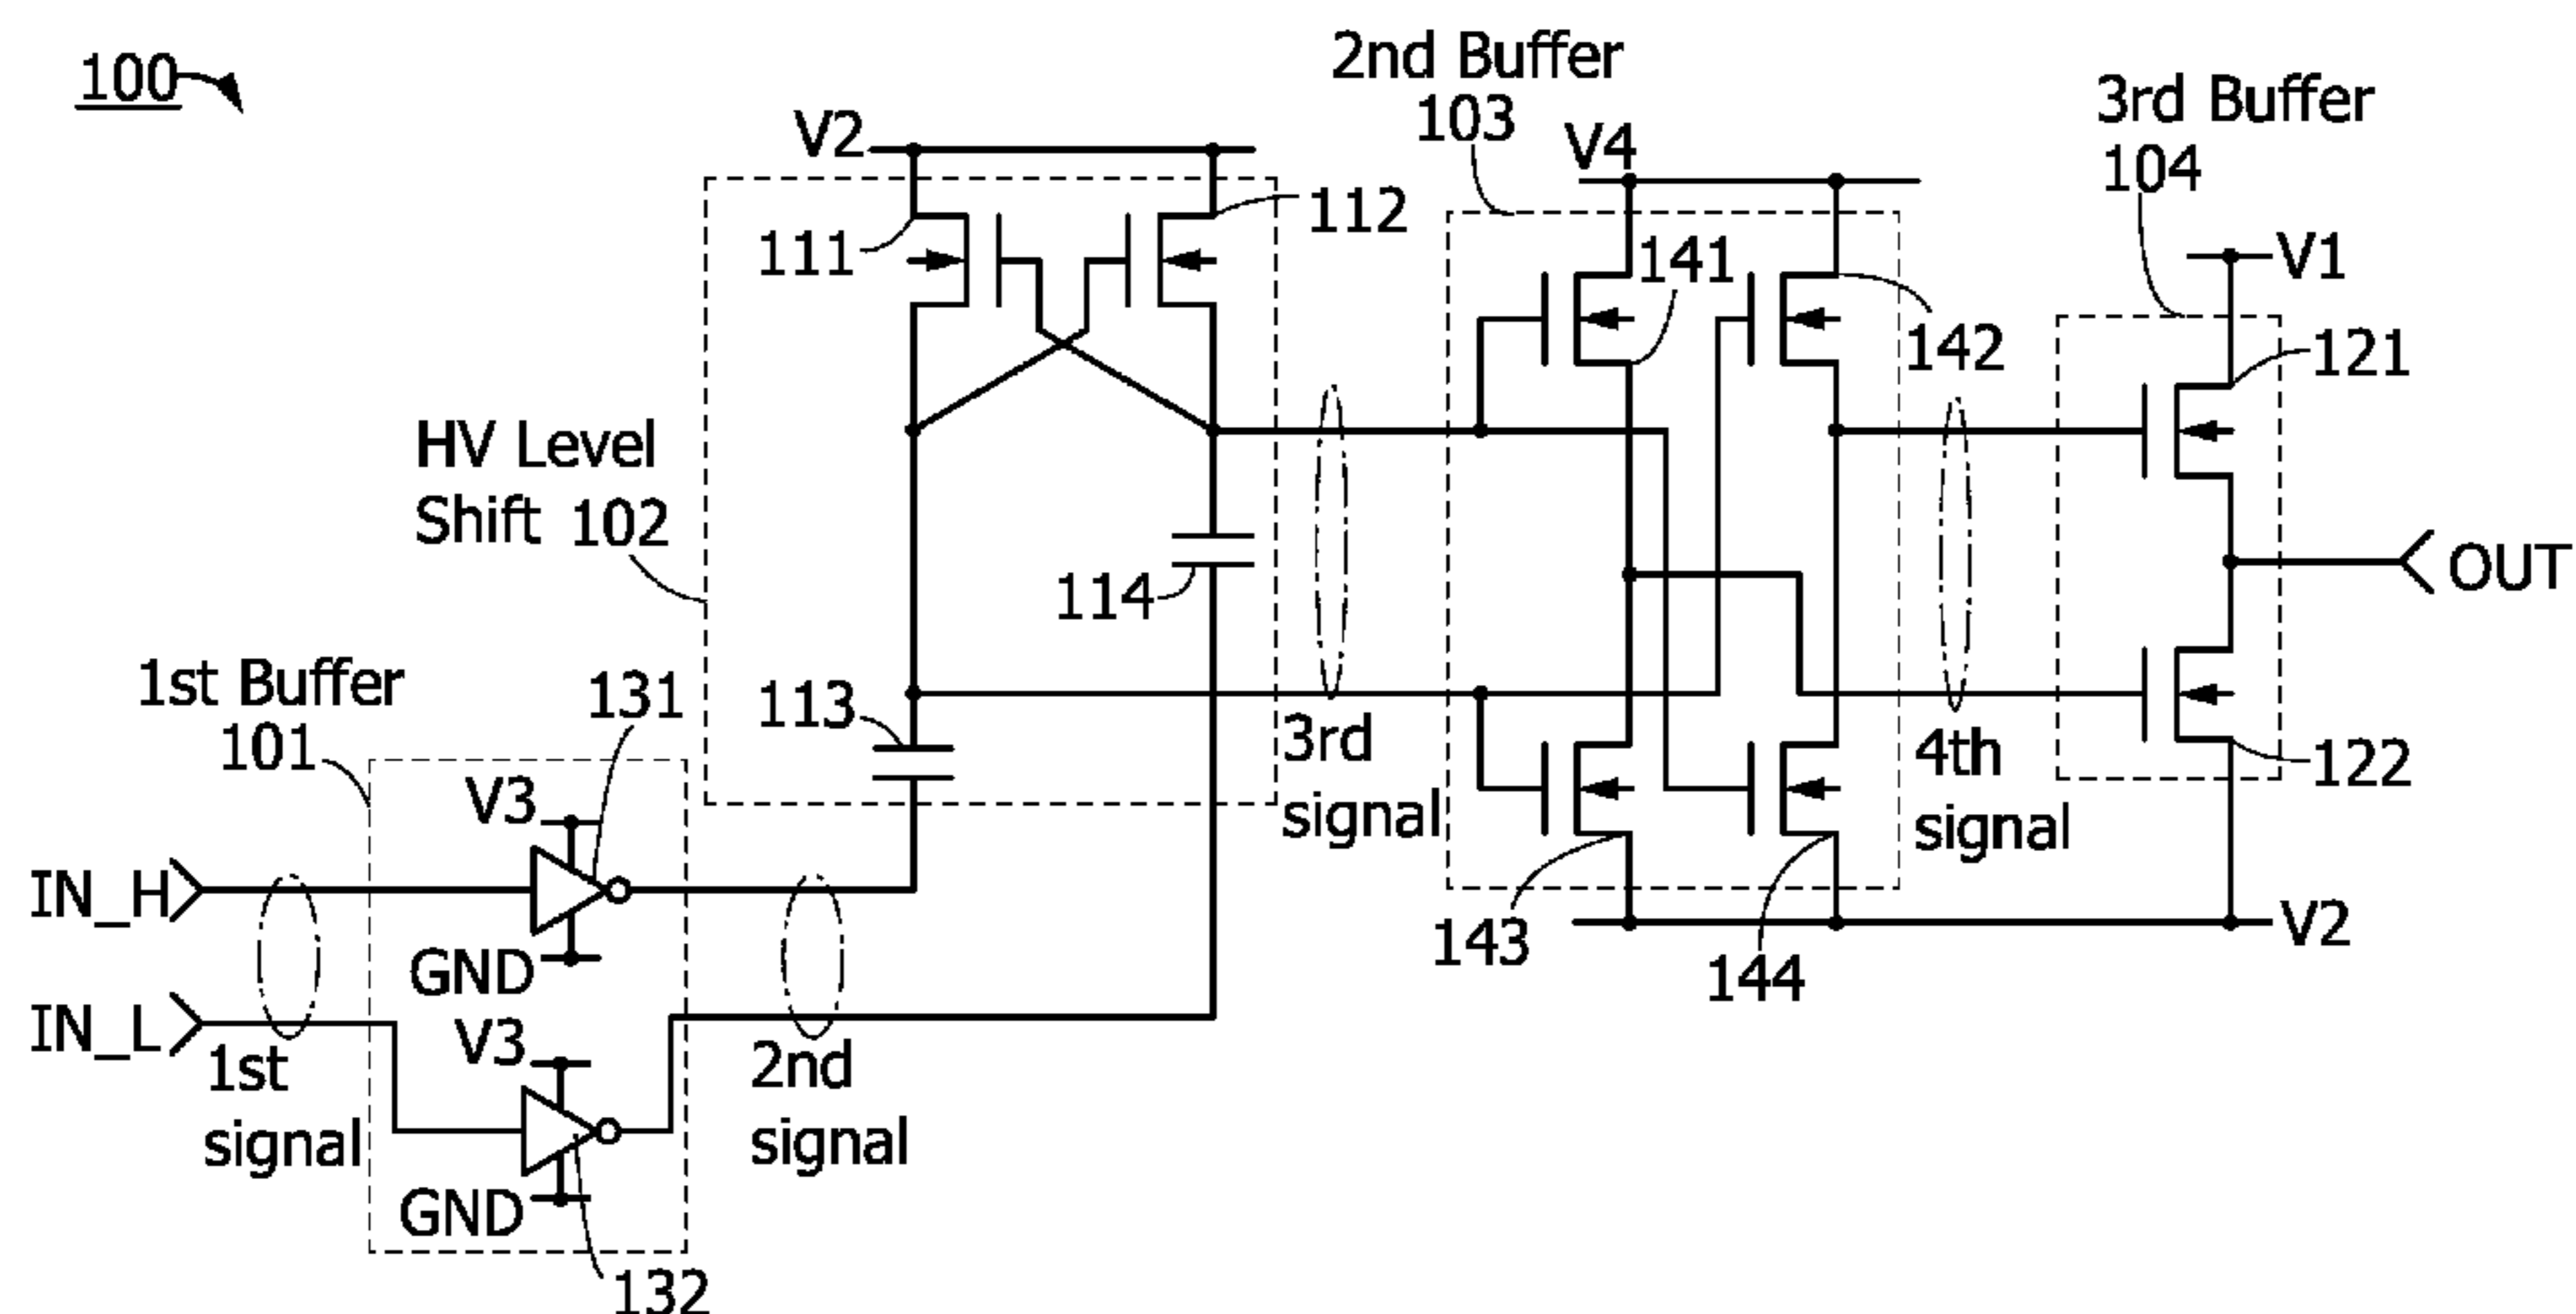 100
2nd Buffer
103
3rd Buffer
104
V2
V4
V1
111
112
141
142
121
HV Level
Shift 102
114
OUT
1st Buffer
101
131
113
3rd
signal
4th
signal
122
V3
IN_H
GND
143
144
V2
IN_L
1st
signal
V3
2nd
signal
GND
132